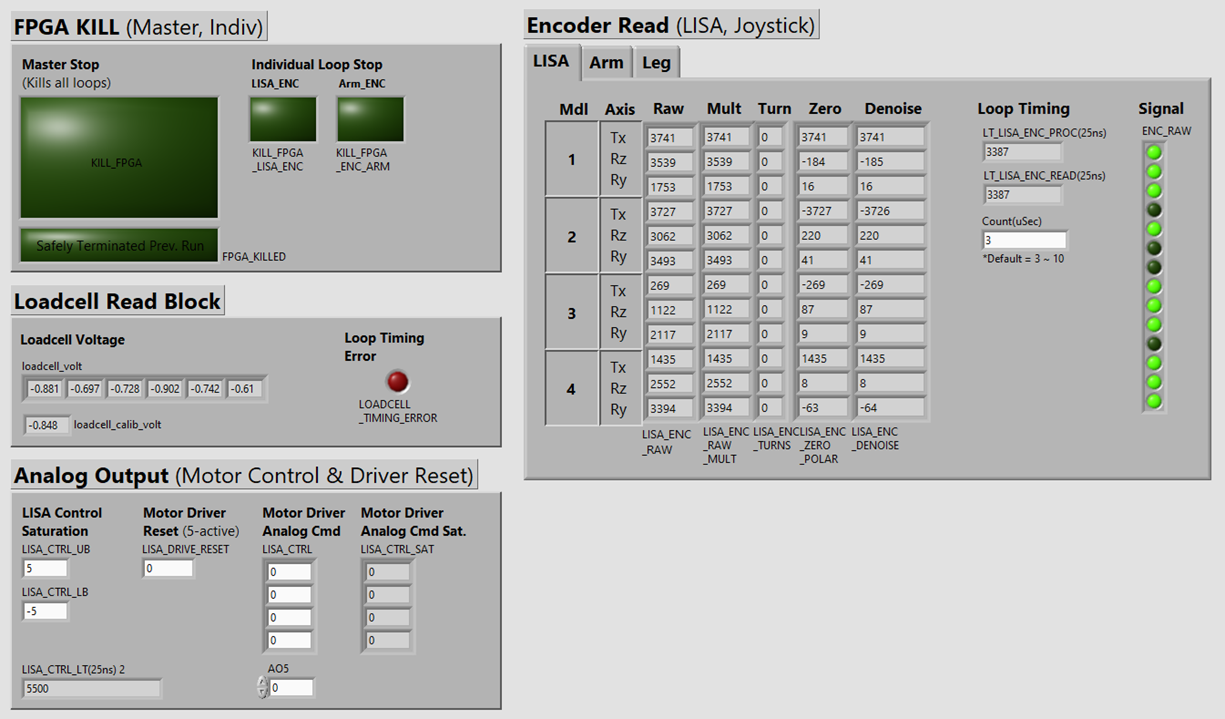 FPGA KILL (Master, Indiv)
Master Stop
(Kills all loops)
KILL_FPGA
Safely Terminated Prev. Run
FPGA_KILLED
Individual Loop Stop
LISA_ENC Arm_ENC
KILL_FPGA KILL_FPGA
_LISA_ENC _ENC_ARM
Loadcell Read Block
Loadcell Voltage
loadcell_volt
-0.881 -0.697 -0.728 -0.902 -0.742 -0.61
-0.848 loadcell_calib_volt
Loop Timing
Error
LOADCELL
_TIMING_ERROR
Analog Output (Motor Control & Driver Reset)
LISA Control
Saturation
LISA_CTRL_UB
5
LISA_CTRL_LB
-5
LISA_CTRL_LT(25ns) 2
5500
Motor Driver
Reset (5-active)
LISA_DRIVE_RESET
0
Motor Driver
Analog Cmd
LISA_CTRL
0
0
0
0
AO5
0
Motor Driver
Analog Cmd Sat.
LISA_CTRL_SAT
0
0
0
0
Encoder Read (LISA, Joystick)
LISA Arm Leg
Mdl Axis Raw Mult Turn Zero Denoise
1 Tx 3741 3741 0 3741 3741
Rz 3539 3539 0 -184 -185
Ry 1753 1753 0 16 16
2 Tx 3727 3727 0 -3727 -3726
Rz 3062 3062 0 220 220
Ry 3493 3493 0 41 41
3 Tx 269 269 0 -269 -269
Rz 1122 1122 0 87 87
Ry 2117 2117 0 9 9
4 Tx 1435 1435 0 1435 1435
Rz 2552 2552 0 8 8
Ry 3394 3394 0 -63 -64
LISA_ENC LISA_ENC LISA_ENC LISA_ENC LISA_ENC
_RAW _RAW _TURNS _ZERO _DENOISE
_MULT _POLAR
Loop Timing
LT_LISA_ENC_PROC(25ns)
3387
LT_LISA_ENC_READ(25ns)
3387
Count(uSec)
3
*Default = 3 ~ 10
Signal
ENC_RAW